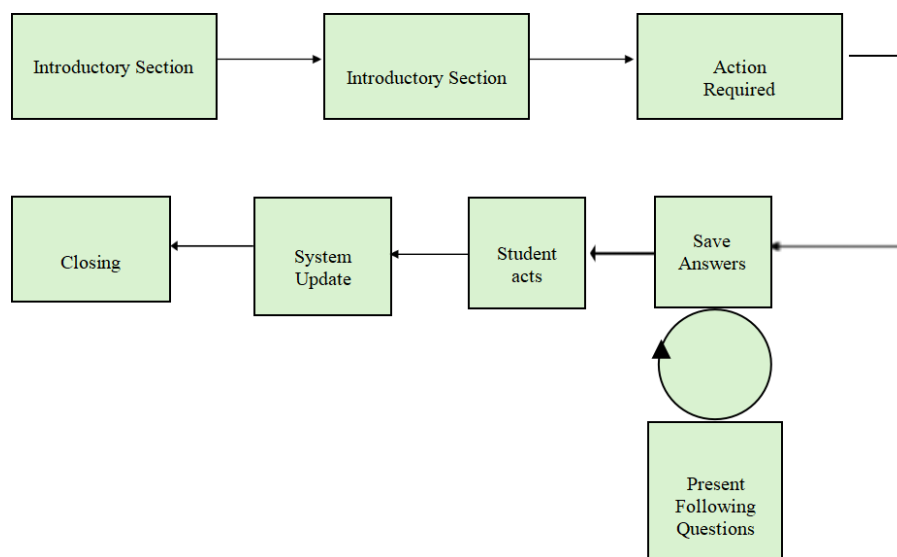 Introductory Section
Introductory Section
Action
Required
Closing
System
Update
Student
acts
Save
Answers
Present
Following
Questions